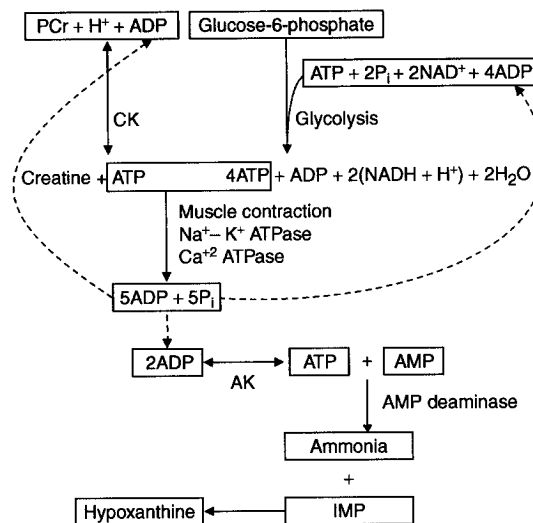 PCr + H⁺ + ADP
Glucose-6-phosphate
ATP + 2Pᵢ + 2NAD⁺ + 4ADP
CK
Glycolysis
Creatine + ATP 4ATP + ADP + 2(NADH + H⁺) + 2H₂O
Muscle contraction
Na⁺– K⁺ ATPase
Ca⁺² ATPase
5ADP + 5Pᵢ
2ADP
ATP + AMP
AK
AMP deaminase
Ammonia
+
Hypoxanthine
IMP